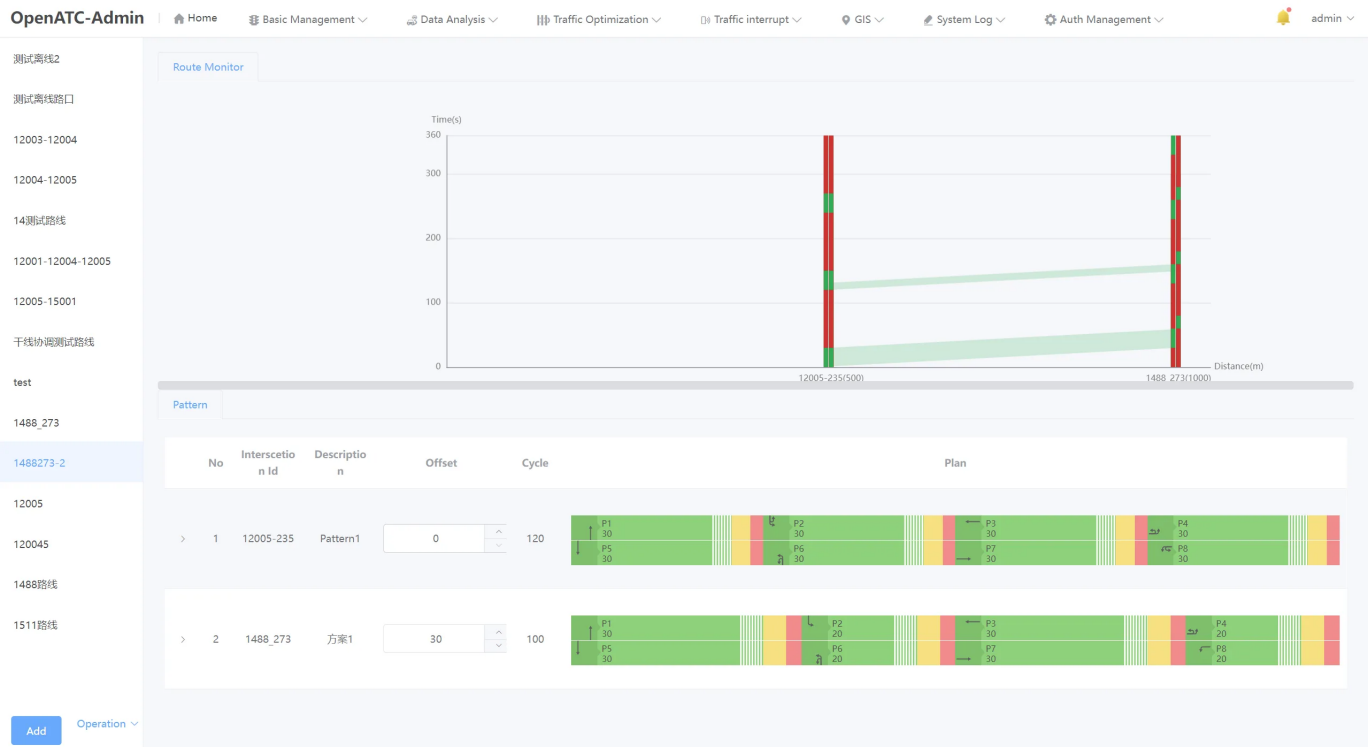 OpenATC-Admin
Home
Basic Management
Data Analysis
Traffic Optimization
Traffic interrupt
GIS
System Log
Auth Management
admin
测试离线2
测试离线路口
12003-12004
12004-12005
14测试路线
12001-12004-12005
12005-15001
干线协调测试路线
test
1488_273
1488273-2
12005
120045
1488路线
1511路线
Add
Operation
Route Monitor
Time(s)
360
300
200
100
0
Distance(m)
12005-235(500)
1488_273(1000)
Pattern
No
Interscetio
n Id
Descriptio
n
Offset
Cycle
Plan
1
12005-235
Pattern1
0
120
P1
30
P5
30
P2
30
P6
30
P3
30
P7
30
P4
30
P8
30
2
1488_273
方案1
30
100
P1
30
P5
30
P2
20
P6
20
P3
30
P7
30
P4
20
P8
20